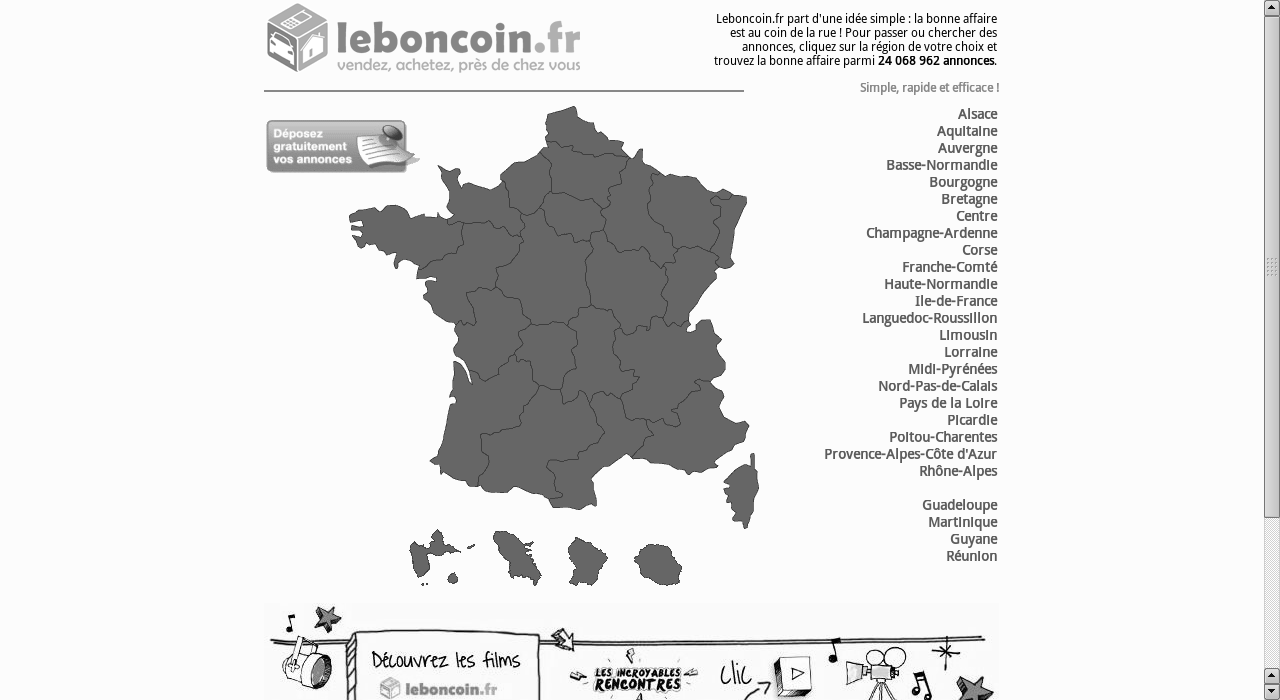 leboncoin.fr
vendez, achetez, près de chez vous
Leboncoin.fr part d'une idée simple : la bonne affaire
est au coin de la rue ! Pour passer ou chercher des
annonces, cliquez sur la région de votre choix et
trouvez la bonne affaire parmi 24 068 962 annonces.
Simple, rapide et efficace !
Déposez
gratuitement
vos annonces
Alsace
Aquitaine
Auvergne
Basse-Normandie
Bourgogne
Bretagne
Centre
Champagne-Ardenne
Corse
Franche-Comté
Haute-Normandie
Ile-de-France
Languedoc-Roussillon
Limousin
Lorraine
Midi-Pyrénées
Nord-Pas-de-Calais
Pays de la Loire
Picardie
Poitou-Charentes
Provence-Alpes-Côte d'Azur
Rhône-Alpes
Guadeloupe
Martinique
Guyane
Réunion
Découvrez les films
leboncoin.fr
LES INCROYABLES
RENCONTRES
clic